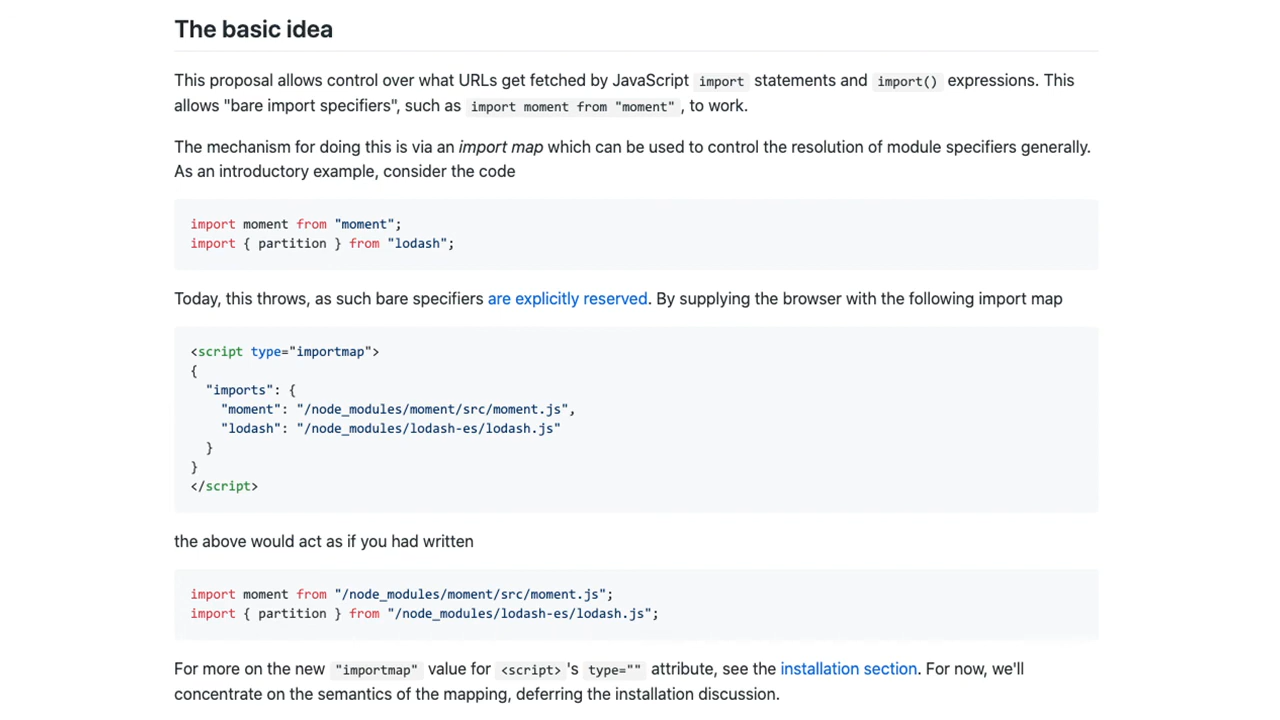 The basic idea
This proposal allows control over what URLs get fetched by JavaScript import statements and import() expressions. This
allows "bare import specifiers", such as import moment from "moment" , to work.
The mechanism for doing this is via an import map which can be used to control the resolution of module specifiers generally.
As an introductory example, consider the code
import moment from "moment";
import { partition } from "lodash";
Today, this throws, as such bare specifiers are explicitly reserved. By supplying the browser with the following import map
<script type="importmap">
{
  "imports": {
    "moment": "/node_modules/moment/src/moment.js",
    "lodash": "/node_modules/lodash-es/lodash.js"
  }
}
</script>
the above would act as if you had written
import moment from "/node_modules/moment/src/moment.js";
import { partition } from "/node_modules/lodash-es/lodash.js";
For more on the new "importmap" value for <script> 's type="" attribute, see the installation section. For now, we'll
concentrate on the semantics of the mapping, deferring the installation discussion.